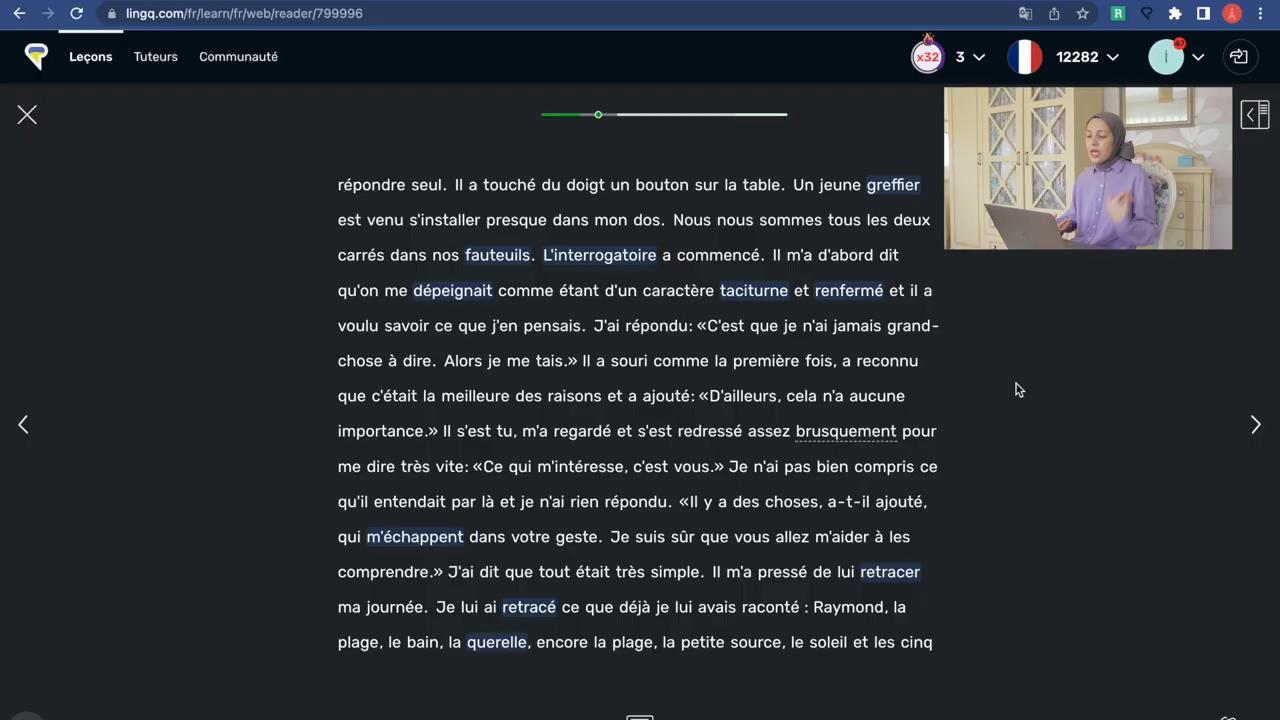 lingq.com/fr/learn/fr/web/reader/799996
R
Leçons
Tuteurs
Communauté
x32
3
12282
i
47
répondre seul. Il a touché du doigt un bouton sur la table. Un jeune greffier
est venu s'installer presque dans mon dos. Nous nous sommes tous les deux
carrés dans nos fauteuils. L'interrogatoire a commencé. Il m'a d'abord dit
qu'on me dépeignait comme étant d'un caractère taciturne et renfermé et il a
voulu savoir ce que j'en pensais. J'ai répondu: «C'est que je n'ai jamais grand-
chose à dire. Alors je me tais.» Il a souri comme la première fois, a reconnu
que c'était la meilleure des raisons et a ajouté: «D'ailleurs, cela n'a aucune
importance.» Il s'est tu, m'a regardé et s'est redressé assez brusquement pour
me dire très vite: «Ce qui m'intéresse, c'est vous.» Je n'ai pas bien compris ce
qu'il entendait par là et je n'ai rien répondu. «Il y a des choses, a-t-il ajouté,
qui m'échappent dans votre geste. Je suis sûr que vous allez m'aider à les
comprendre.» J'ai dit que tout était très simple. Il m'a pressé de lui retracer
ma journée. Je lui ai retracé ce que déjà je lui avais raconté : Raymond, la
plage, le bain, la querelle, encore la plage, la petite source, le soleil et les cinq